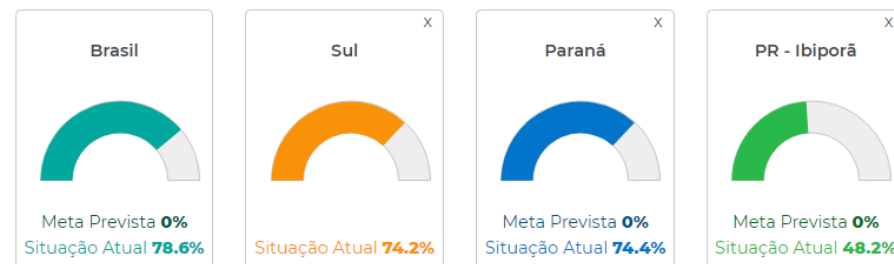 Brasil
Meta Prevista 0%
Situação Atual 78.6%
X
Sul
Situação Atual 74.2%
X
Paraná
Meta Prevista 0%
Situação Atual 74.4%
X
PR - Ibiporã
Meta Prevista 0%
Situação Atual 48.2%